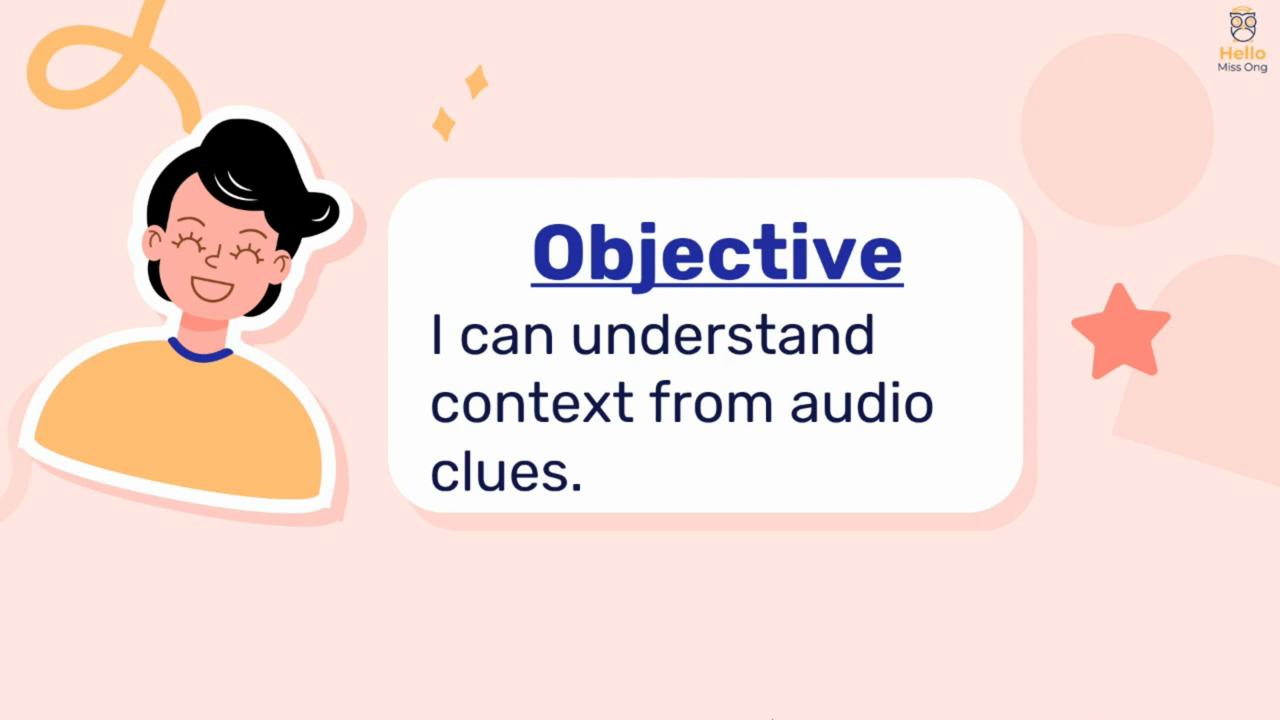 Hello
Miss Ong
Objective
I can understand
context from audio
clues.